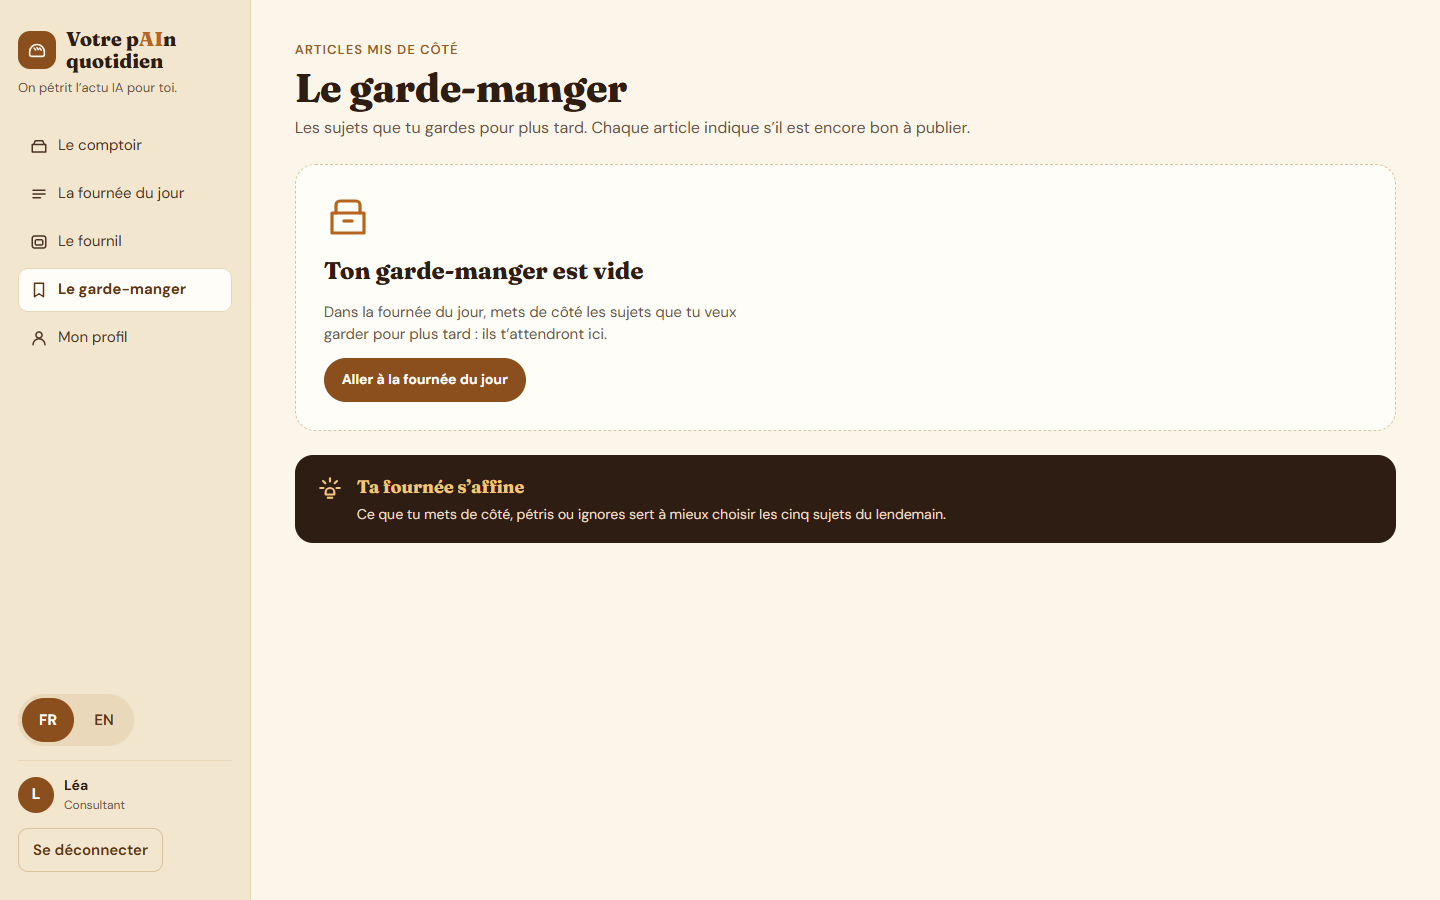 Votre pAIn
quotidien
On pétrit l’actu IA pour toi.
Le comptoir
La fournée du jour
Le fournil
Le garde-manger
Mon profil
FR EN
L
Léa
Consultant
Se déconnecter
ARTICLES MIS DE CÔTÉ
Le garde-manger
Les sujets que tu gardes pour plus tard. Chaque article indique s’il est encore bon à publier.
Ton garde-manger est vide
Dans la fournée du jour, mets de côté les sujets que tu veux
garder pour plus tard : ils t’attendront ici.
Aller à la fournée du jour
Ta fournée s’affine
Ce que tu mets de côté, pétris ou ignores sert à mieux choisir les cinq sujets du lendemain.